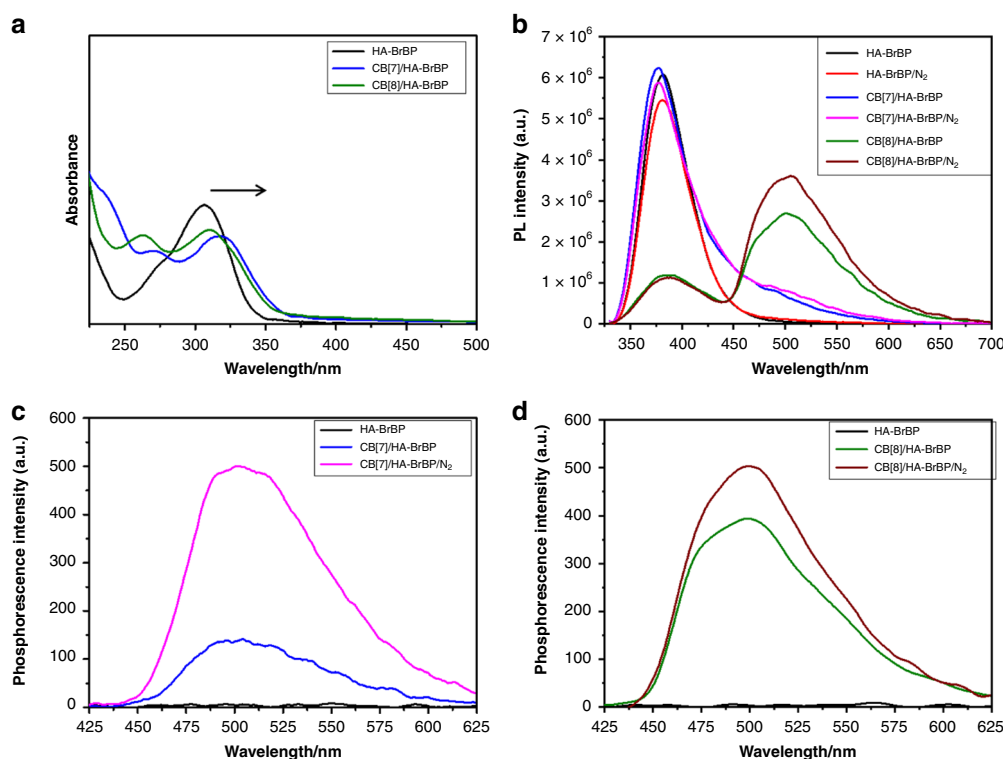 a
HA-BrBP
CB[7]/HA-BrBP
CB[8]/HA-BrBP
Absorbance
250 300 350 400 450 500
Wavelength/nm
b
7 × 10⁶
6 × 10⁶
5 × 10⁶
4 × 10⁶
3 × 10⁶
2 × 10⁶
1 × 10⁶
0
PL intensity (a.u.)
HA-BrBP
HA-BrBP/N₂
CB[7]/HA-BrBP
CB[7]/HA-BrBP/N₂
CB[8]/HA-BrBP
CB[8]/HA-BrBP/N₂
350 400 450 500 550 600 650 700
Wavelength/nm
c
600
500
400
300
200
100
0
Phosphorescence intensity (a.u.)
HA-BrBP
CB[7]/HA-BrBP
CB[7]/HA-BrBP/N₂
425 450 475 500 525 550 575 600 625
Wavelength/nm
d
600
500
400
300
200
100
0
Phosphorescence intensity (a.u.)
HA-BrBP
CB[8]/HA-BrBP
CB[8]/HA-BrBP/N₂
425 450 475 500 525 550 575 600 625
Wavelength/nm